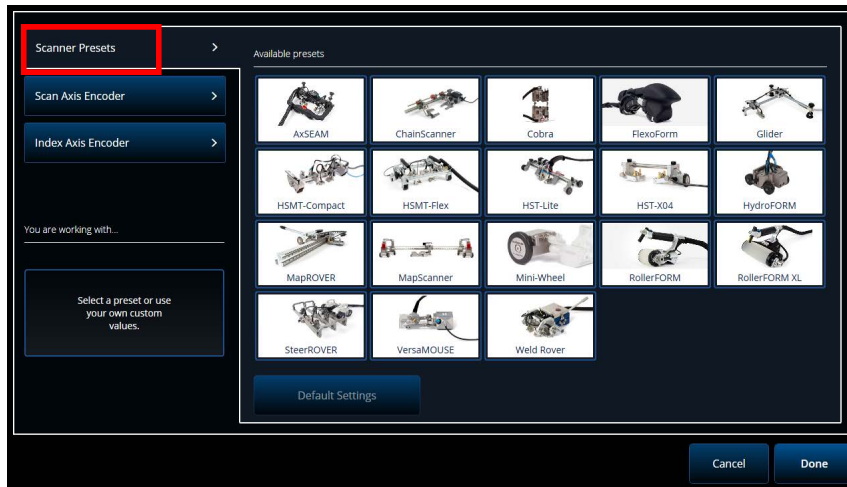 Scanner Presets
Scan Axis Encoder
Index Axis Encoder
You are working with...
Select a preset or use
your own custom
values.
Available presets
AxSEAM
ChainScanner
Cobra
FlexoForm
Glider
HSMT-Compact
HSMT-Flex
HST-Lite
HST-X04
HydroFORM
MapROVER
MapScanner
Mini-Wheel
RollerFORM
RollerFORM XL
SteerROVER
VersaMOUSE
Weld Rover
Default Settings
Cancel
Done